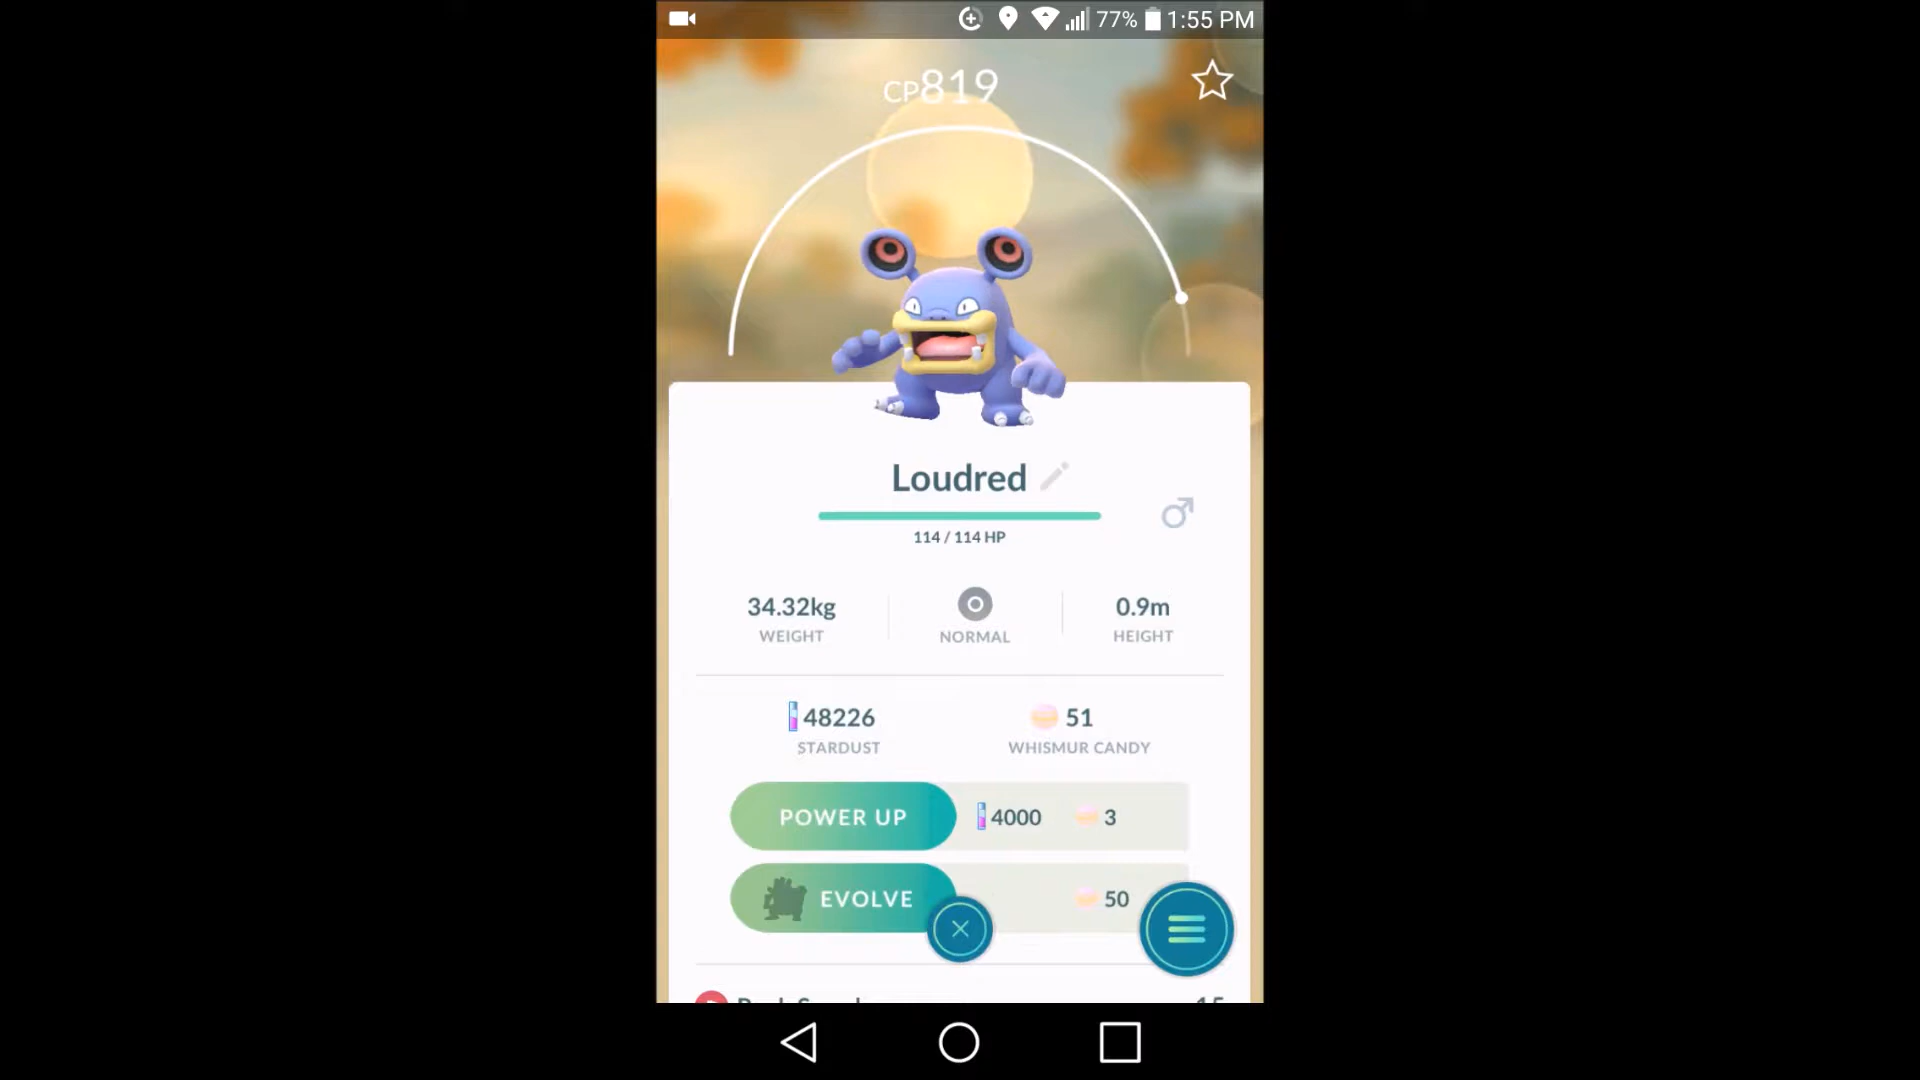 77% 1:55 PM
CP819
Loudred
114 / 114 HP
34.32kg NORMAL 0.9m
WEIGHT HEIGHT
48226 51
STARDUST WHISMUR CANDY
POWER UP 4000 3
EVOLVE 50